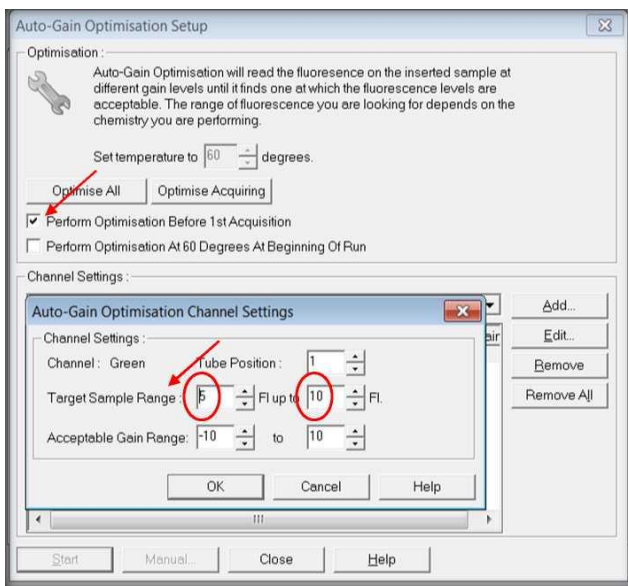 Auto-Gain Optimisation Setup
Optimisation :
Auto-Gain Optimisation will read the fluoresence on the inserted sample at
different gain levels until it finds one at which the fluorescence levels are
acceptable. The range of fluorescence you are looking for depends on the
chemistry you are performing.
Set temperature to 60 degrees.
Optimise All Optimise Acquiring
Perform Optimisation Before 1st Acquisition
Perform Optimisation At 60 Degrees At Beginning Of Run
Channel Settings :
Add...
Auto-Gain Optimisation Channel Settings
Edit...
Channel Settings :
Channel : Green Tube Position : 1
Remove
Target Sample Range : 5 Fl up to 10 Fl.
Remove All
Acceptable Gain Range: -10 to 10
OK Cancel Help
Start Manual... Close Help